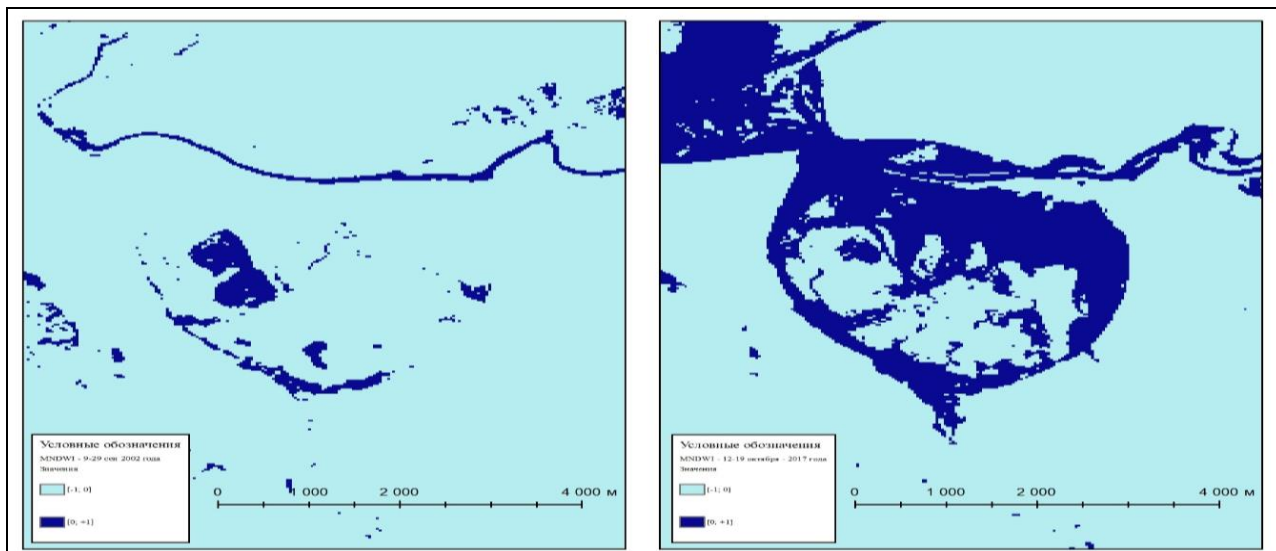 Условные обозначения
MNDWI - 9-29 сен 2002 года
Значения
[-1; 0]
[0; +1]
0 1 000 2 000 4 000 м
Условные обозначения
MNDWI - 12-19 октября - 2017 года
Значения
[-1; 0]
[0; +1]
0 1 000 2 000 4 000 м